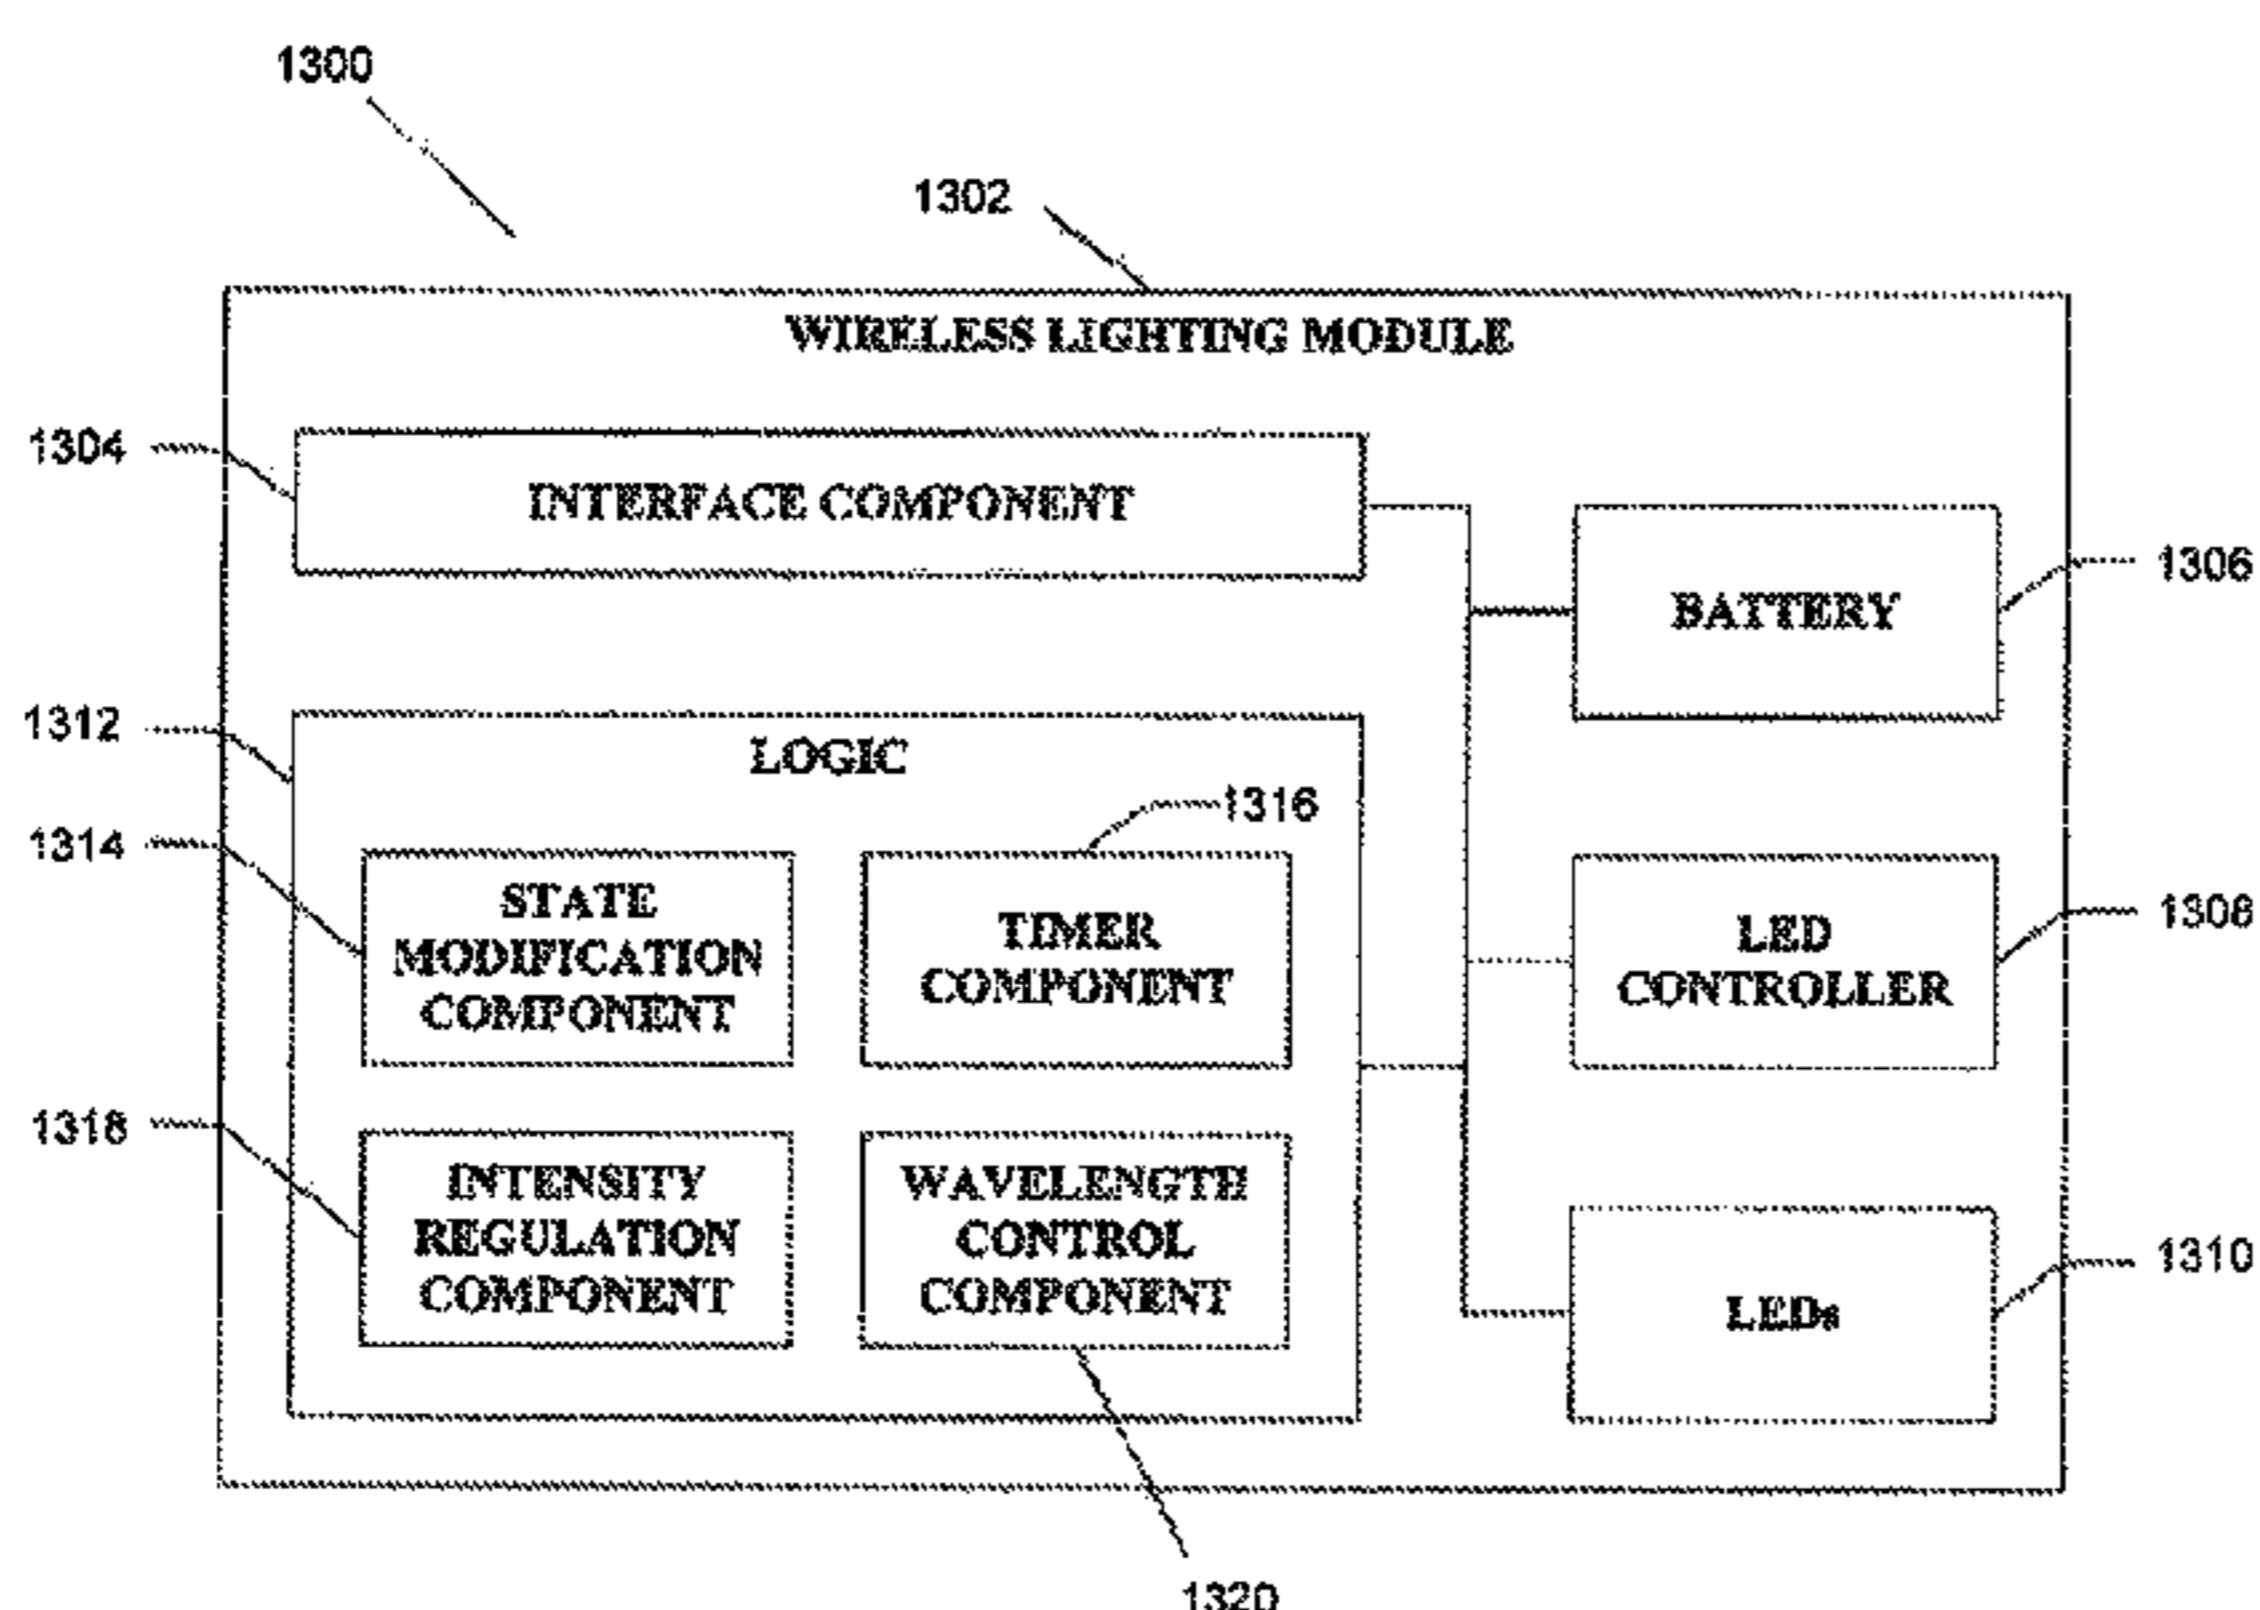 1300
1302
WIRELESS LIGHTING MODULE
1304
INTERFACE COMPONENT
BATTERY
1306
1312
LOGIC
1316
1314
STATE
MODIFICATION
COMPONENT
TIMER
COMPONENT
LED
CONTROLLER
1308
1318
INTENSITY
REGULATION
COMPONENT
WAVELENGTH
CONTROL
COMPONENT
LEDs
1310
1320